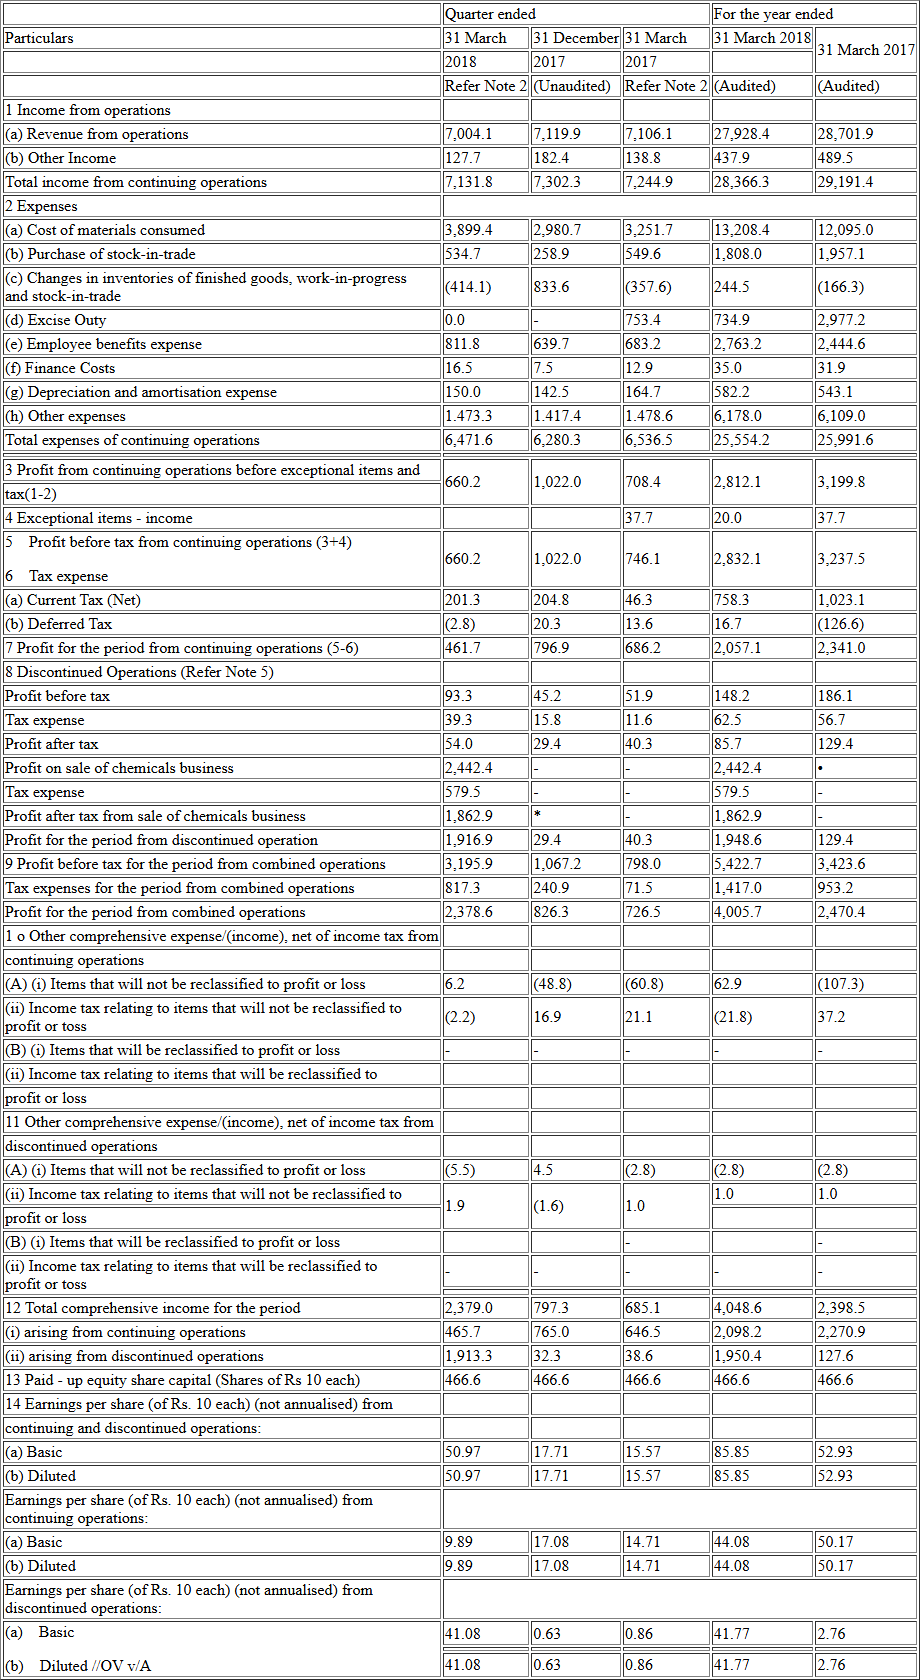 Quarter ended For the year ended
Particulars 31 March 31 December 31 March 31 March 2018 31 March 2017
2018 2017 2017
Refer Note 2 (Unaudited) Refer Note 2 (Audited) (Audited)
1 Income from operations
(a) Revenue from operations 7,004.1 7,119.9 7,106.1 27,928.4 28,701.9
(b) Other Income 127.7 182.4 138.8 437.9 489.5
Total income from continuing operations 7,131.8 7,302.3 7,244.9 28,366.3 29,191.4
2 Expenses
(a) Cost of materials consumed 3,899.4 2,980.7 3,251.7 13,208.4 12,095.0
(b) Purchase of stock-in-trade 534.7 258.9 549.6 1,808.0 1,957.1
(c) Changes in inventories of finished goods, work-in-progress
and stock-in-trade (414.1) 833.6 (357.6) 244.5 (166.3)
(d) Excise Outy 0.0 - 753.4 734.9 2,977.2
(e) Employee benefits expense 811.8 639.7 683.2 2,763.2 2,444.6
(f) Finance Costs 16.5 7.5 12.9 35.0 31.9
(g) Depreciation and amortisation expense 150.0 142.5 164.7 582.2 543.1
(h) Other expenses 1.473.3 1.417.4 1.478.6 6,178.0 6,109.0
Total expenses of continuing operations 6,471.6 6,280.3 6,536.5 25,554.2 25,991.6
3 Profit from continuing operations before exceptional items and
tax(1-2) 660.2 1,022.0 708.4 2,812.1 3,199.8
4 Exceptional items - income 37.7 20.0 37.7
5 Profit before tax from continuing operations (3+4) 660.2 1,022.0 746.1 2,832.1 3,237.5
6 Tax expense
(a) Current Tax (Net) 201.3 204.8 46.3 758.3 1,023.1
(b) Deferred Tax (2.8) 20.3 13.6 16.7 (126.6)
7 Profit for the period from continuing operations (5-6) 461.7 796.9 686.2 2,057.1 2,341.0
8 Discontinued Operations (Refer Note 5)
Profit before tax 93.3 45.2 51.9 148.2 186.1
Tax expense 39.3 15.8 11.6 62.5 56.7
Profit after tax 54.0 29.4 40.3 85.7 129.4
Profit on sale of chemicals business 2,442.4 - - 2,442.4 •
Tax expense 579.5 - - 579.5 -
Profit after tax from sale of chemicals business 1,862.9 * - 1,862.9 -
Profit for the period from discontinued operation 1,916.9 29.4 40.3 1,948.6 129.4
9 Profit before tax for the period from combined operations 3,195.9 1,067.2 798.0 5,422.7 3,423.6
Tax expenses for the period from combined operations 817.3 240.9 71.5 1,417.0 953.2
Profit for the period from combined operations 2,378.6 826.3 726.5 4,005.7 2,470.4
1 o Other comprehensive expense/(income), net of income tax from
continuing operations
(A) (i) Items that will not be reclassified to profit or loss 6.2 (48.8) (60.8) 62.9 (107.3)
(ii) Income tax relating to items that will not be reclassified to
profit or toss (2.2) 16.9 21.1 (21.8) 37.2
(B) (i) Items that will be reclassified to profit or loss - - - - -
(ii) Income tax relating to items that will be reclassified to
profit or loss
11 Other comprehensive expense/(income), net of income tax from
discontinued operations
(A) (i) Items that will not be reclassified to profit or loss (5.5) 4.5 (2.8) (2.8) (2.8)
(ii) Income tax relating to items that will not be reclassified to 1.9 (1.6) 1.0 1.0 1.0
profit or loss
(B) (i) Items that will be reclassified to profit or loss - -
(ii) Income tax relating to items that will be reclassified to
profit or toss - - - - -
12 Total comprehensive income for the period 2,379.0 797.3 685.1 4,048.6 2,398.5
(i) arising from continuing operations 465.7 765.0 646.5 2,098.2 2,270.9
(ii) arising from discontinued operations 1,913.3 32.3 38.6 1,950.4 127.6
13 Paid - up equity share capital (Shares of Rs 10 each) 466.6 466.6 466.6 466.6 466.6
14 Earnings per share (of Rs. 10 each) (not annualised) from
continuing and discontinued operations:
(a) Basic 50.97 17.71 15.57 85.85 52.93
(b) Diluted 50.97 17.71 15.57 85.85 52.93
Earnings per share (of Rs. 10 each) (not annualised) from
continuing operations:
(a) Basic 9.89 17.08 14.71 44.08 50.17
(b) Diluted 9.89 17.08 14.71 44.08 50.17
Earnings per share (of Rs. 10 each) (not annualised) from
discontinued operations:
(a) Basic 41.08 0.63 0.86 41.77 2.76
(b) Diluted //OV v/A 41.08 0.63 0.86 41.77 2.76